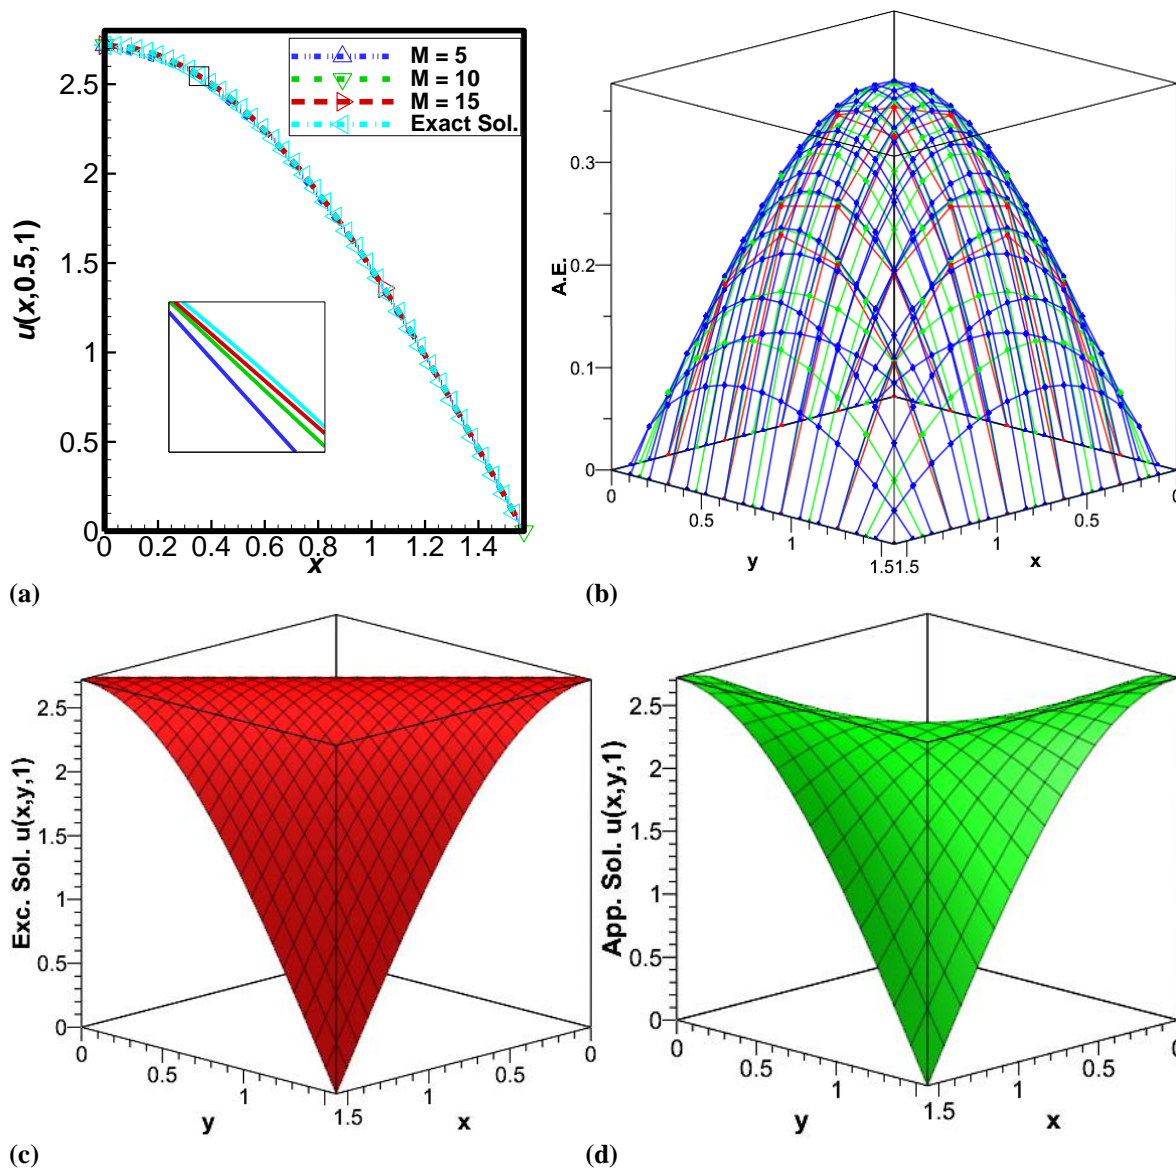 M = 5
M = 10
M = 15
Exact Sol.
2.5
2
1.5
1
0.5
0
u(x,0.5,1)
0 0.2 0.4 0.6 0.8 1 1.2 1.4
x
(a)
0.3
0.2
0.1
0
A.E.
0 0.5 1 1.5 1.5 1 0.5 0
y x
(b)
2.5
2
1.5
1
0.5
0
Exc. Sol. u(x,y,1)
0 0.5 1 1.5 1 0.5 0
y x
(c)
2.5
2
1.5
1
0.5
0
App. Sol. u(x,y,1)
0 0.5 1 1.5 1 0.5 0
y x
(d)